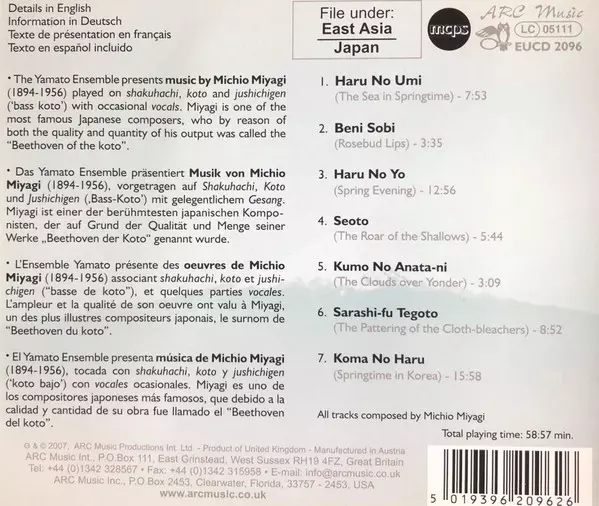 Details in English
Information in Deutsch
Texte de présentation en français
Texto en español incluido
File under:
East Asia
Japan
mcps
ARC Music
LC 05111
EUCD 2096
• The Yamato Ensemble presents music by Michio Miyagi
(1894-1956) played on shakuhachi, koto and jushichigen
('bass koto') with occasional vocals. Miyagi is one of the
most famous Japanese composers, who by reason of
both the quality and quantity of his output was called the
"Beethoven of the koto".
• Das Yamato Ensemble präsentiert Musik von Michio
Miyagi (1894-1956), vorgetragen auf Shakuhachi, Koto
und Jushichigen (‚Bass-Koto') mit gelegentlichem Gesang.
Miyagi ist einer der berühmtesten japanischen Kompo-
nisten, der auf Grund der Qualität und Menge seiner
Werke „Beethoven der Koto" genannt wurde.
• L'Ensemble Yamato présente des oeuvres de Michio
Miyagi (1894-1956) associant shakuhachi, koto et jushi-
chigen ("basse de koto"), et quelques parties vocales.
L'ampleur et la qualité de son oeuvre ont valu à Miyagi,
un des plus illustres compositeurs japonais, le surnom de
"Beethoven du koto".
• El Yamato Ensemble presenta música de Michio Miyagi
(1894-1956), tocada con shakuhachi, koto y jushichigen
('koto bajo') con vocales ocasionales. Miyagi es uno de
los compositores japoneses más famosos, que debido a la
calidad y cantidad de su obra fue llamado el "Beethoven
del koto".
1. Haru No Umi
(The Sea in Springtime) - 7:53
2. Beni Sobi
(Rosebud Lips) - 3:35
3. Haru No Yo
(Spring Evening) - 12:56
4. Seoto
(The Roar of the Shallows) - 5:44
5. Kumo No Anata-ni
(The Clouds over Yonder) - 3:09
6. Sarashi-fu Tegoto
(The Pattering of the Cloth-bleachers) - 8:52
7. Koma No Haru
(Springtime in Korea) - 15:58
All tracks composed by Michio Miyagi
Total playing time: 58:57 min.
℗ & © 2007, ARC Music Productions Int. Ltd - Product of United Kingdom - Manufactured in Austria
ARC Music Int., P.O Box 111, East Grinstead, West Sussex RH19 4FZ, Great Britain
Tel: +44 (0)1342 328567 • Fax: +44 (0)1342 315958 • E-mail: info@arcmusic.co.uk
ARC Music Inc., P.O Box 2453, Clearwater, Florida, 33757 - 2453, USA
www.arcmusic.co.uk
5 019396 209626